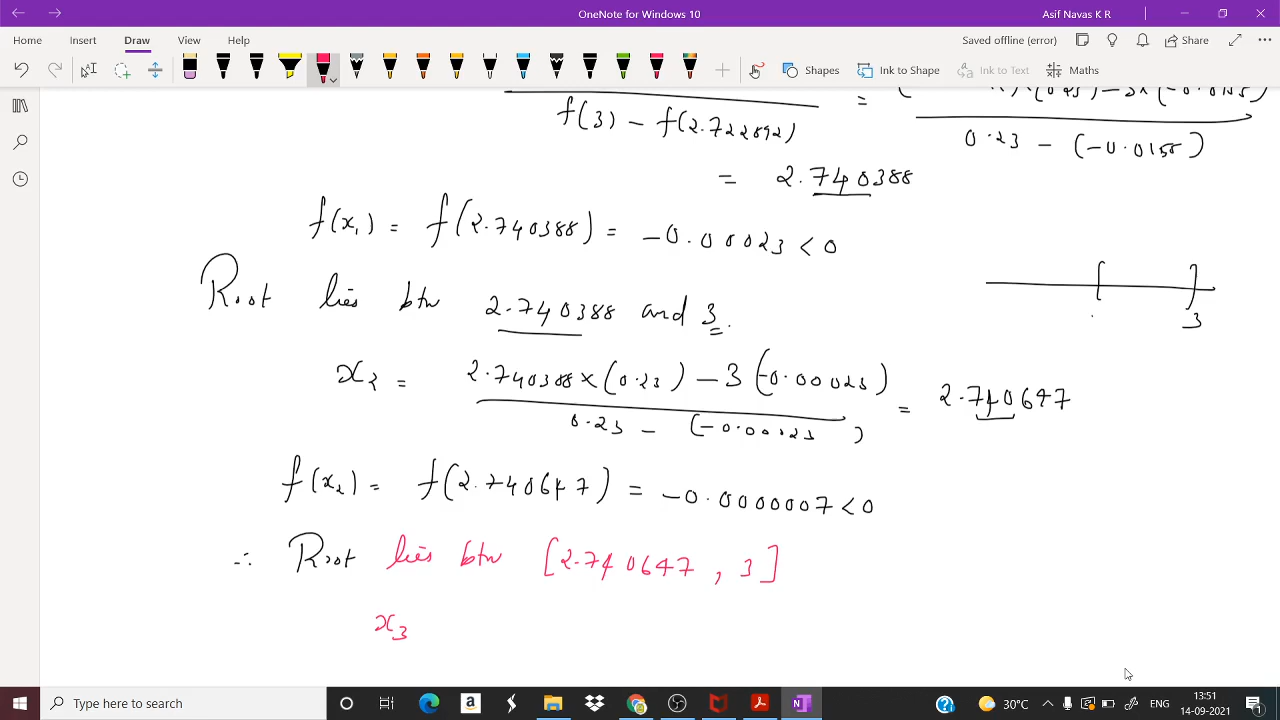 OneNote for Windows 10
Asif Navas K R
Home Insert Draw View Help
Saved offline (error)
Share
Shapes
Ink to Shape
Ink to Text
Maths
f(3) - f(2.722892)
=
0.23 - (-0.0155)
= 2.740388
f(x₁) = f(2.740388) = -0.00023 < 0
Root lies btw 2.740388 and 3.
3
x₂ = 2.740388 × (0.23) - 3 (-0.00023)
0.23 - (-0.00023)
= 2.740647
f(x₂) = f(2.740647) = -0.0000007 < 0
∴ Root lies btw [2.740647, 3]
x₃
Type here to search
30°C
ENG
13:51
14-09-2021